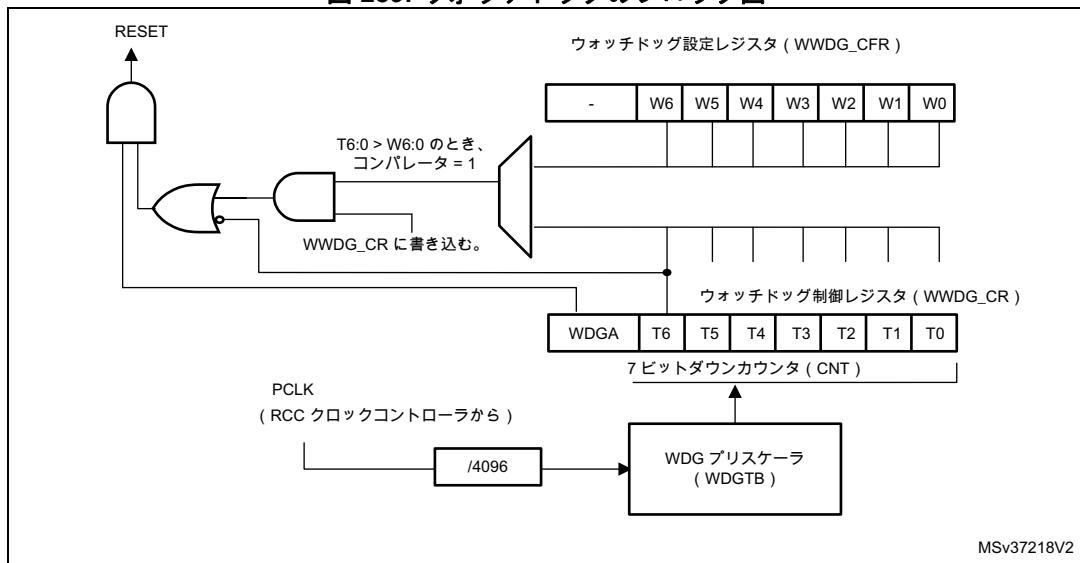 RESET
ウォッチドッグ設定レジスタ ( WWDG_CFR )
- W6 W5 W4 W3 W2 W1 W0
T6:0 > W6:0 のとき、
コンパレータ = 1
WWDG_CR に書き込む。
ウォッチドッグ制御レジスタ ( WWDG_CR )
WDGA T6 T5 T4 T3 T2 T1 T0
7 ビットダウンカウンタ ( CNT )
PCLK
( RCC クロックコントローラから )
/4096
WDG プリスケーラ
( WDGTB )
MSv37218V2